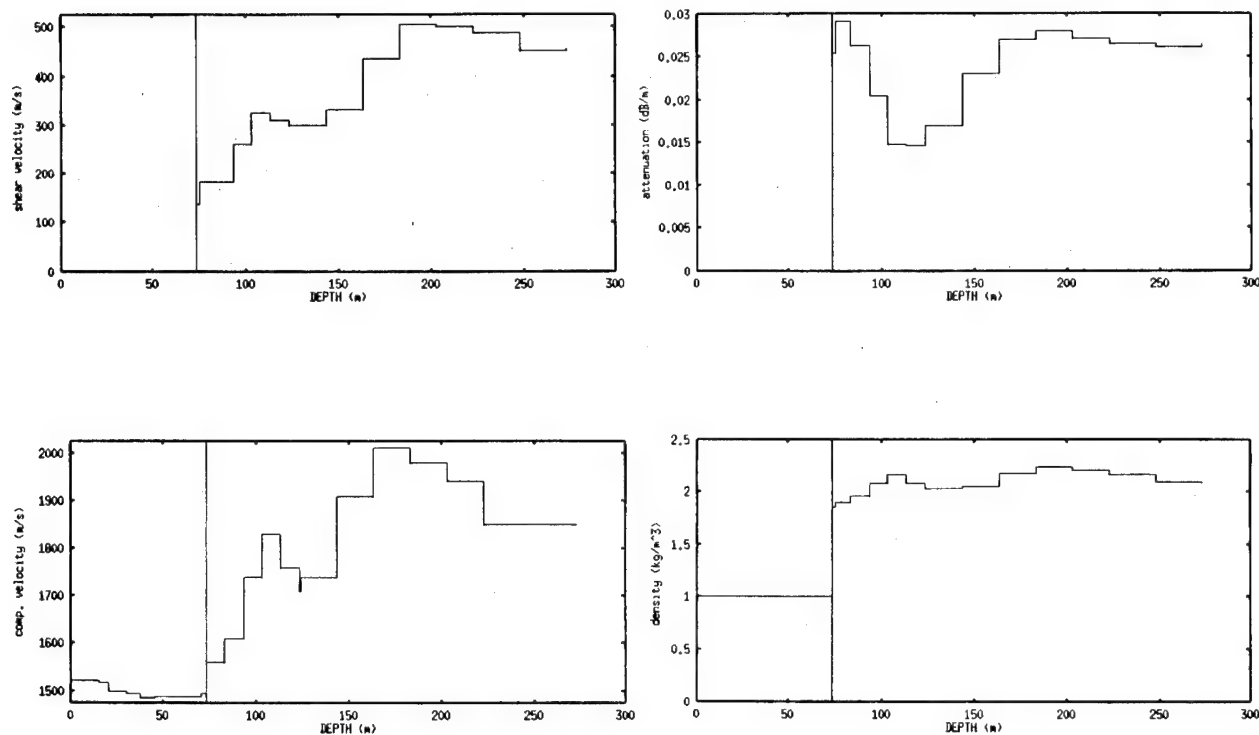 500
400
300
200
100
0
shear velocity (m/s)
0 50 100 150 200 250 300
DEPTH (m)
0.03
0.025
0.02
0.015
0.01
0.005
0
attenuation (dB/m)
0 50 100 150 200 250 300
DEPTH (m)
2000
1900
1800
1700
1600
1500
comp. velocity (m/s)
0 50 100 150 200 250 300
DEPTH (m)
2.5
2
1.5
1
0.5
0
density (kg/m^3)
0 50 100 150 200 250 300
DEPTH (m)